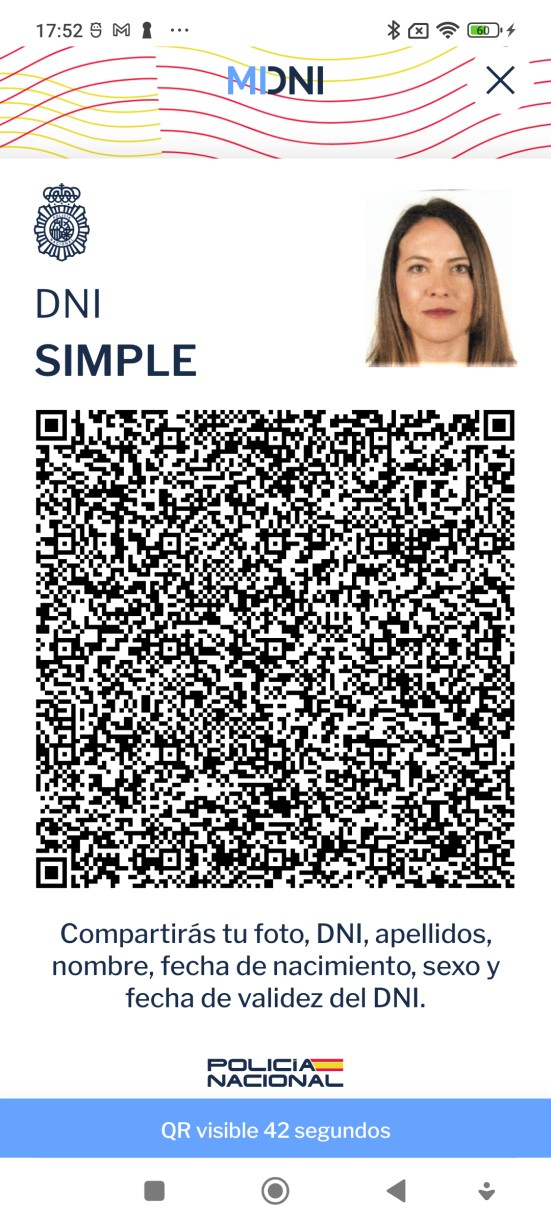 17:52
60
MIDNI
DNI
SIMPLE
Compartirás tu foto, DNI, apellidos,
nombre, fecha de nacimiento, sexo y
fecha de validez del DNI.
POLICÍA
NACIONAL
QR visible 42 segundos